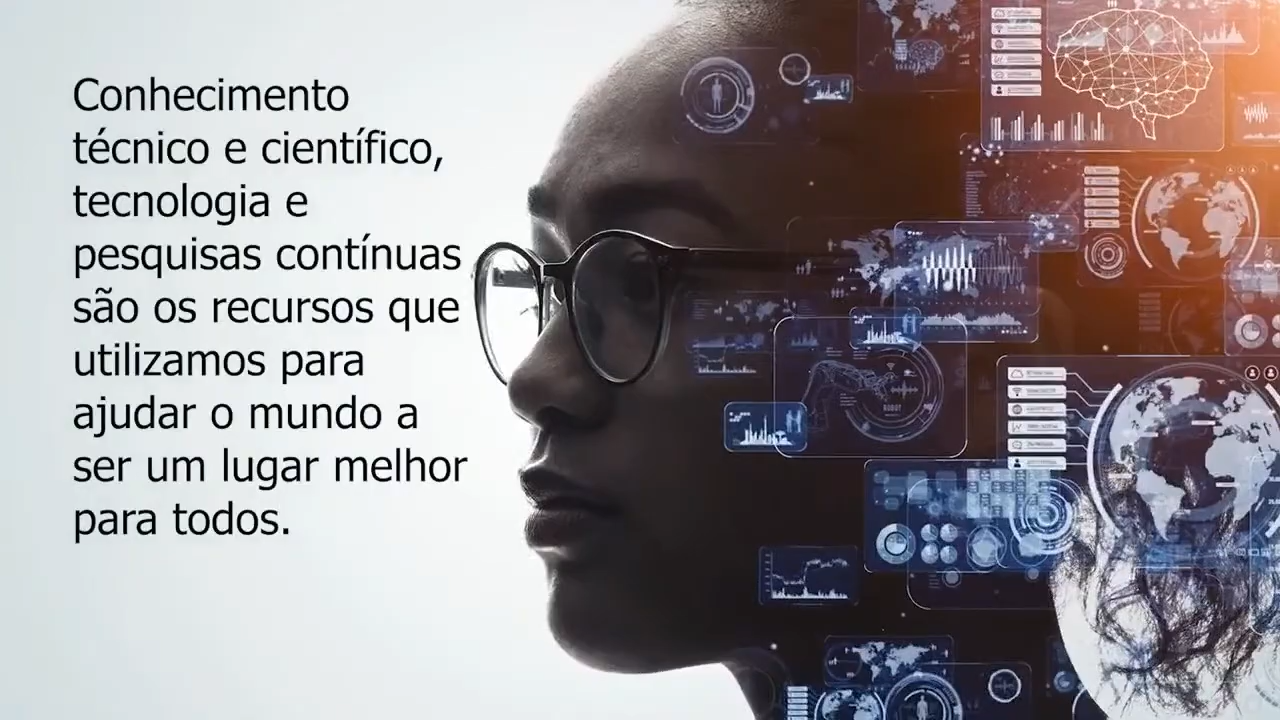 Conhecimento
técnico e científico,
tecnologia e
pesquisas contínuas
são os recursos que
utilizamos para
ajudar o mundo a
ser um lugar melhor
para todos.
ROBOT